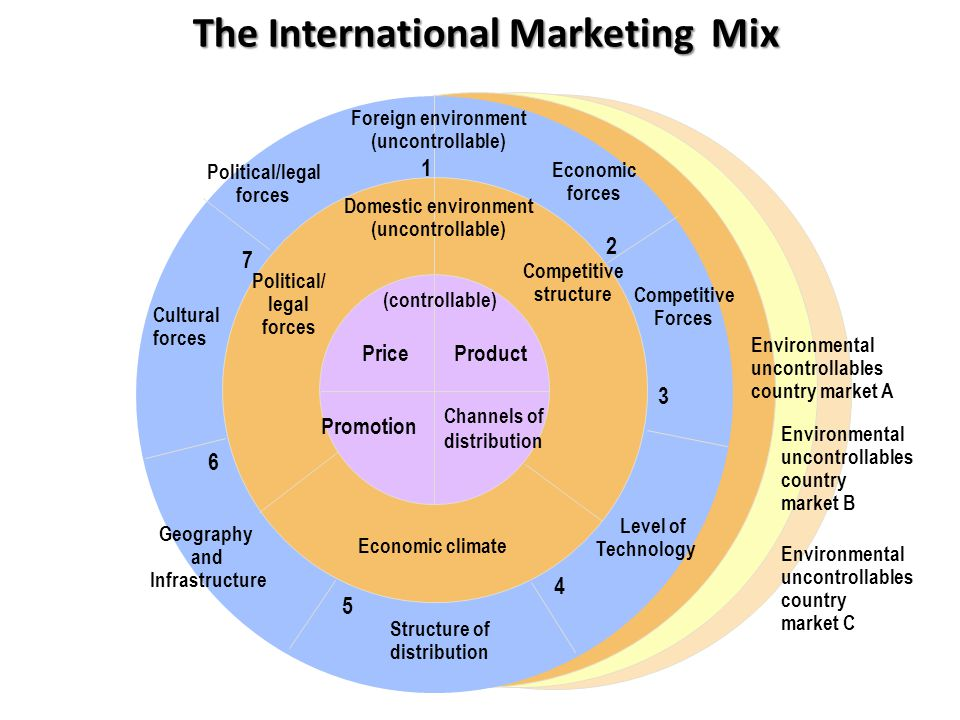 The International Marketing Mix
Foreign environment
(uncontrollable)
1
Political/legal
forces
Economic
forces
Domestic environment
(uncontrollable)
2
7
Competitive
structure
Political/
legal
forces
(controllable)
Competitive
Forces
Cultural
forces
Price
Product
Environmental
uncontrollables
country market A
3
Promotion
Channels of
distribution
Environmental
uncontrollables
country
market B
6
Level of
Technology
Geography
and
Infrastructure
Economic climate
Environmental
uncontrollables
country
market C
4
5
Structure of
distribution